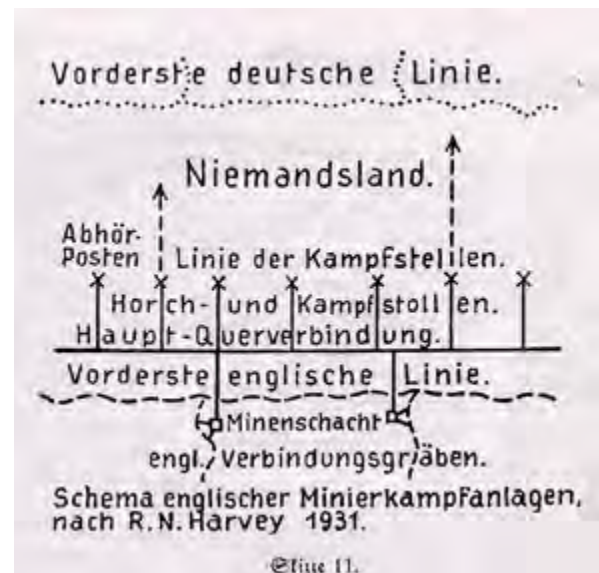 Vorderste deutsche Linie.
Niemandsland.
Abhör-
Posten
Linie der Kampfstellen.
Horch- und Kampfstollen.
Haupt-Querverbindung.
Vorderste englische Linie.
Minenschacht
engl. Verbindungsgräben.
Schema englischer Minierkampfanlagen,
nach R.N. Harvey 1931.
11.